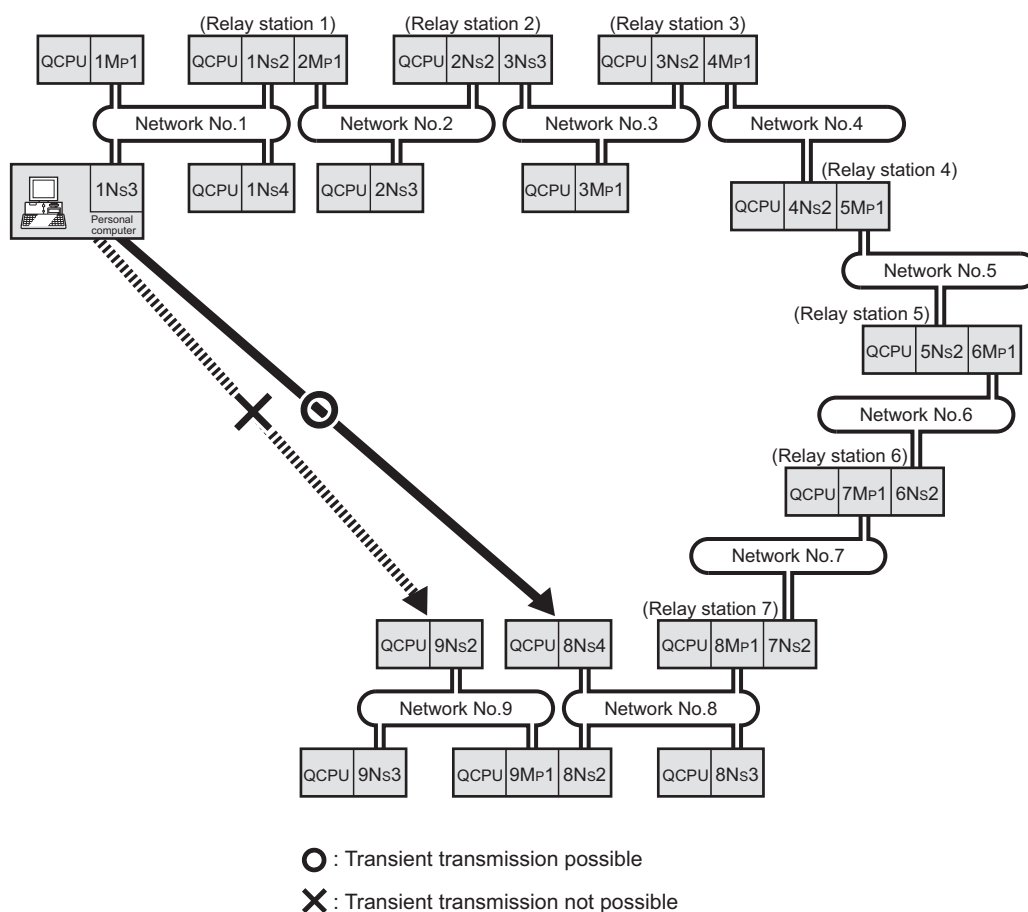 (Relay station 1) (Relay station 2) (Relay station 3)
QCPU 1MP1 QCPU 1NS2 2MP1 QCPU 2NS2 3NS3 QCPU 3NS2 4MP1
Network No.1 Network No.2 Network No.3 Network No.4
(Relay station 4)
1NS3 QCPU 1NS4 QCPU 2NS3 QCPU 3MP1
Personal
computer
QCPU 4NS2 5MP1
Network No.5
(Relay station 5)
QCPU 5NS2 6MP1
Network No.6
(Relay station 6)
QCPU 7MP1 6NS2
Network No.7
(Relay station 7)
QCPU 9NS2 QCPU 8NS4 QCPU 8MP1 7NS2
Network No.9 Network No.8
QCPU 9NS3 QCPU 9MP1 8NS2 QCPU 8NS3
: Transient transmission possible
: Transient transmission not possible